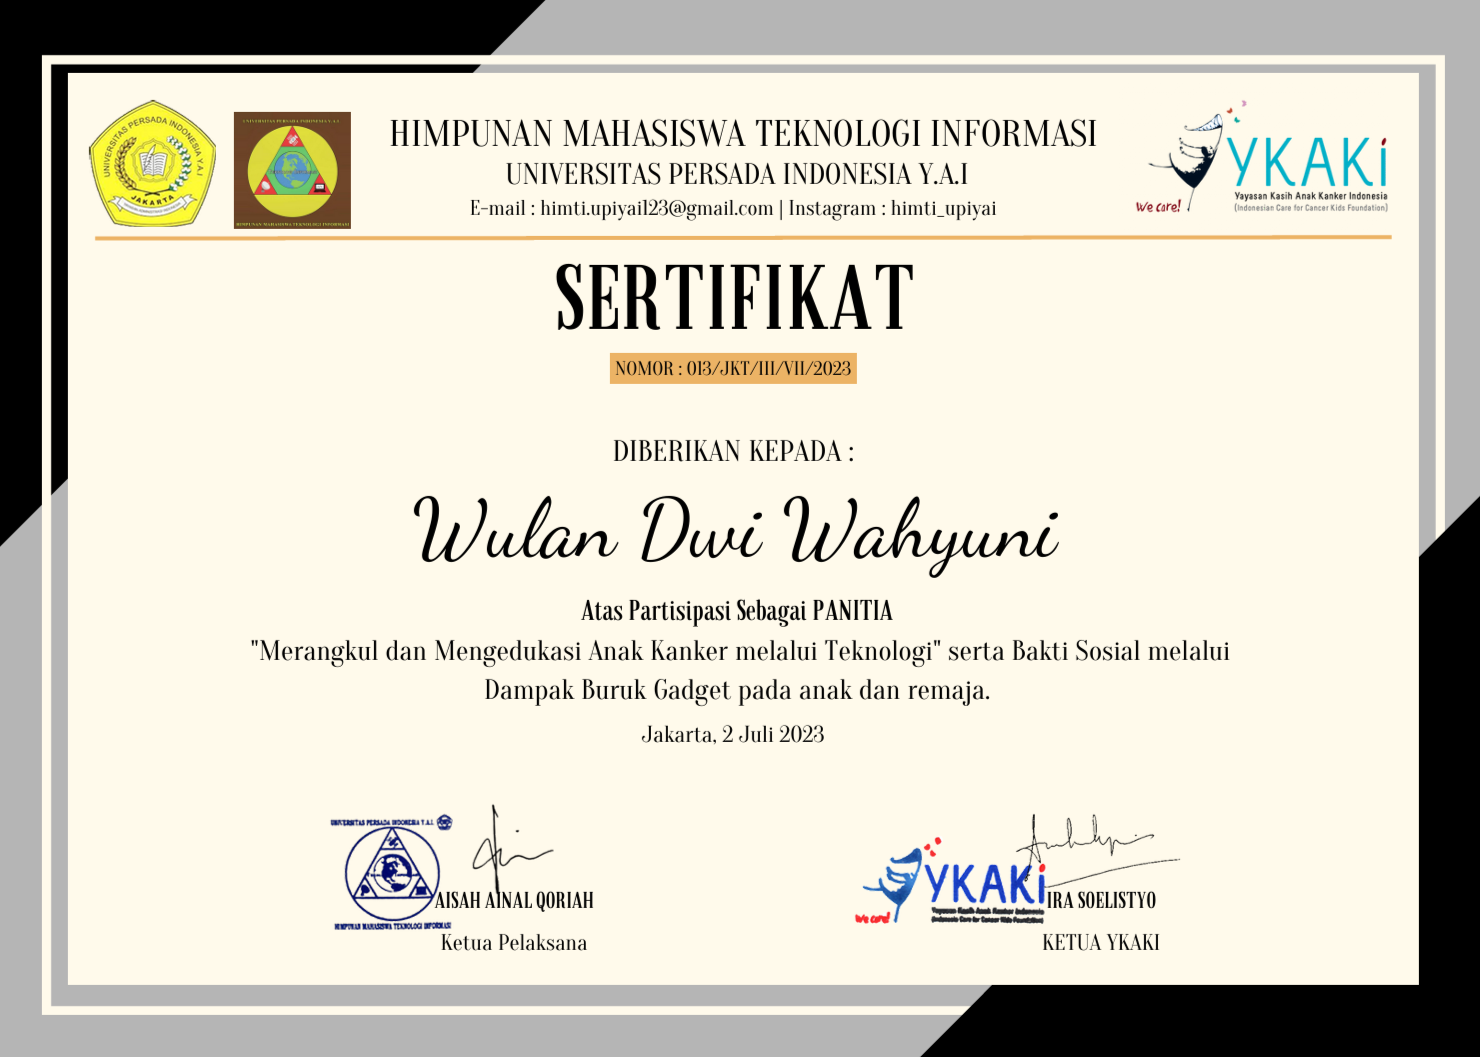 UNIVERSITAS PERSADA INDONESIA Y.A.I
JAKARTA
UNIVERSITAS PERSADA INDONESIA Y.A.I
HIMPUNAN MAHASISWA TEKNOLOGI INFORMASI
HIMPUNAN MAHASISWA TEKNOLOGI INFORMASI
UNIVERSITAS PERSADA INDONESIA Y.A.I
E-mail : himti.upiyai123@gmail.com | Instagram : himti_upiyai
YKAKi
We care!
Yayasan Kasih Anak Kanker Indonesia
(Indonesian Care for Cancer Kids Foundation)
SERTIFIKAT
NOMOR : 013/JKT/III/VII/2023
DIBERIKAN KEPADA :
Wulan Dwi Wahyuni
Atas Partisipasi Sebagai PANITIA
"Merangkul dan Mengedukasi Anak Kanker melalui Teknologi" serta Bakti Sosial melalui
Dampak Buruk Gadget pada anak dan remaja.
Jakarta, 2 Juli 2023
UNIVERSITAS PERSADA INDONESIA Y.A.I.
HIMPUNAN MAHASISWA TEKNOLOGI INFORMASI
AISAH AINAL QORIAH
Ketua Pelaksana
YKAKi
We care!
Yayasan Kasih Anak Kanker Indonesia
(Indonesia Care for Cancer Kids Foundation)
IRA SOELISTYO
KETUA YKAKI